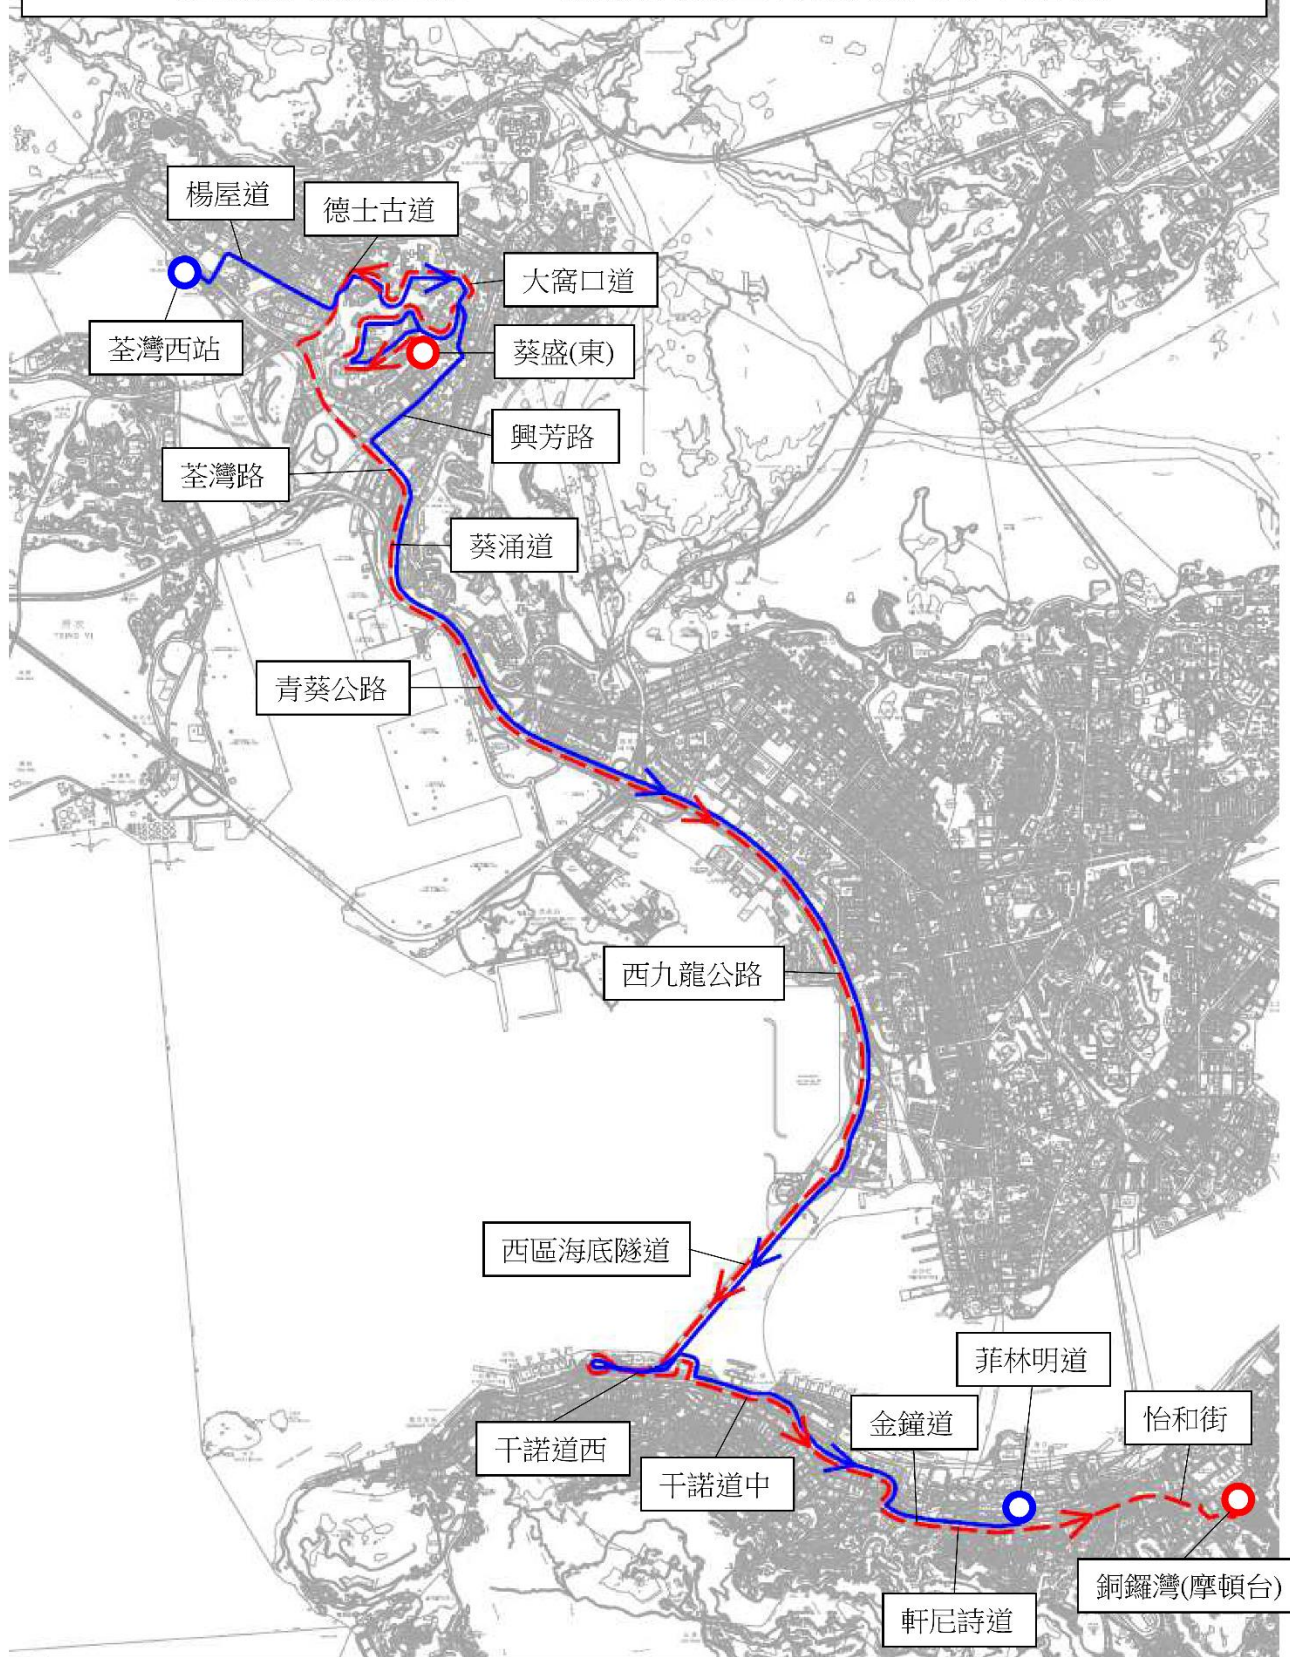 楊屋道
德士古道
大窩口道
荃灣西站
葵盛(東)
興芳路
荃灣路
葵涌道
青葵公路
西九龍公路
西區海底隧道
菲林明道
怡和街
金鐘道
干諾道西
干諾道中
銅鑼灣(摩頓台)
軒尼詩道
TSING YI